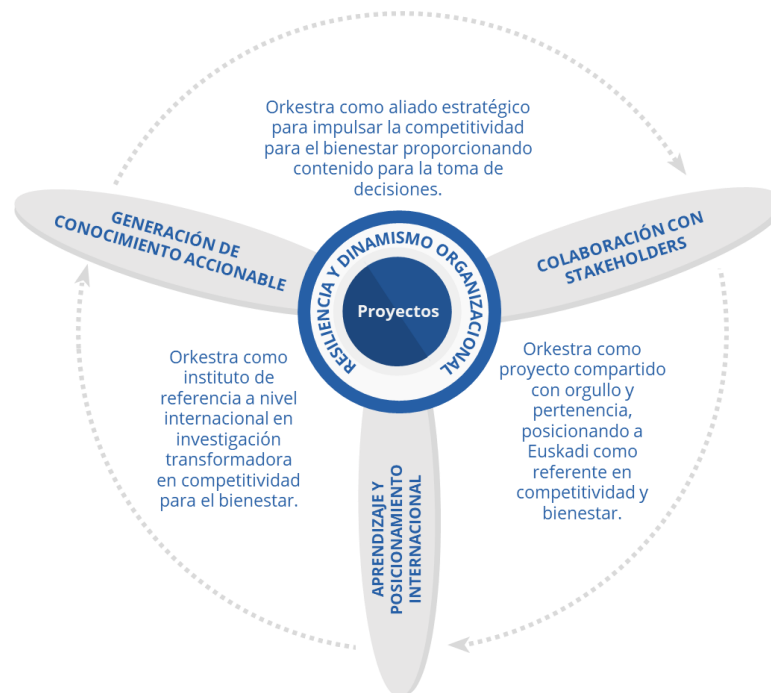 Orkestra como aliado estratégico
para impulsar la competitividad
para el bienestar proporcionando
contenido para la toma de
decisiones.
GENERACIÓN DE
CONOCIMIENTO ACCIONABLE
COLABORACIÓN CON
STAKEHOLDERS
RESILIENCIA Y DINAMISMO ORGANIZACIONAL
Proyectos
Orkestra como
instituto de
referencia a nivel
internacional en
investigación
transformadora
en competitividad
para el bienestar.
Orkestra como
proyecto compartido
con orgullo y
pertenencia,
posicionando a
Euskadi como
referente en
competitividad y
bienestar.
APRENDIZAJE Y
POSICIONAMIENTO
INTERNACIONAL